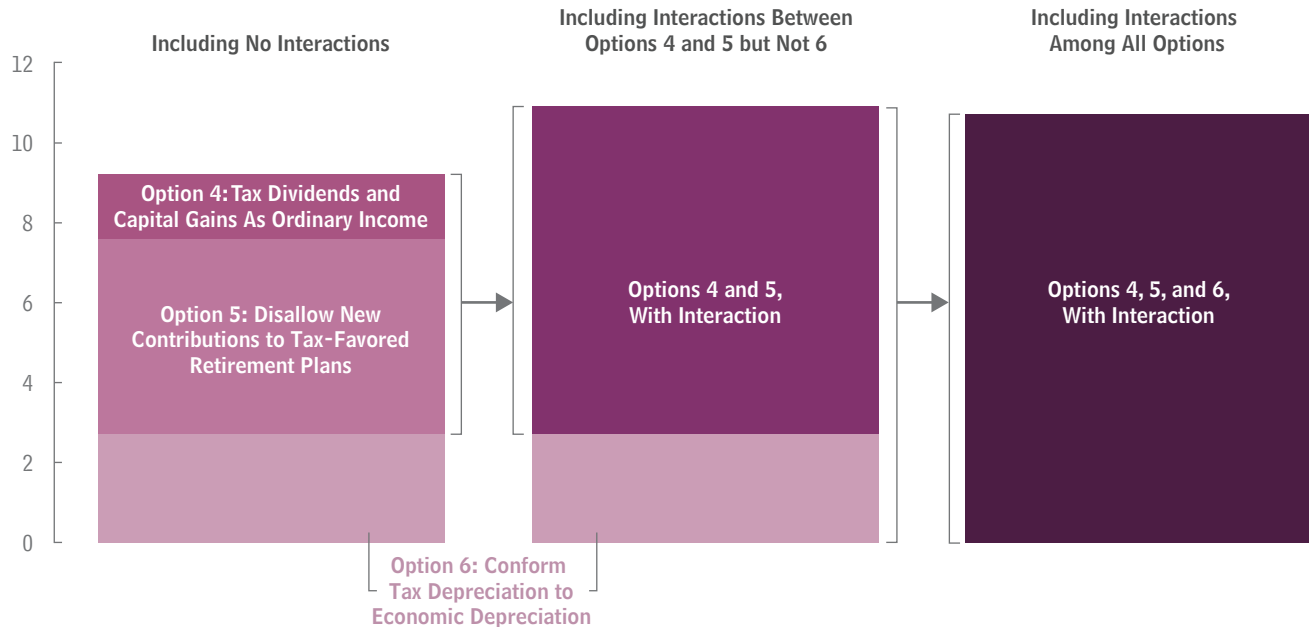 Including No Interactions
Including Interactions Between
Options 4 and 5 but Not 6
Including Interactions
Among All Options
12
10
8
6
4
2
0
Option 4: Tax Dividends and
Capital Gains As Ordinary Income
Option 5: Disallow New
Contributions to Tax-Favored
Retirement Plans
Options 4 and 5,
With Interaction
Options 4, 5, and 6,
With Interaction
Option 6: Conform
Tax Depreciation to
Economic Depreciation